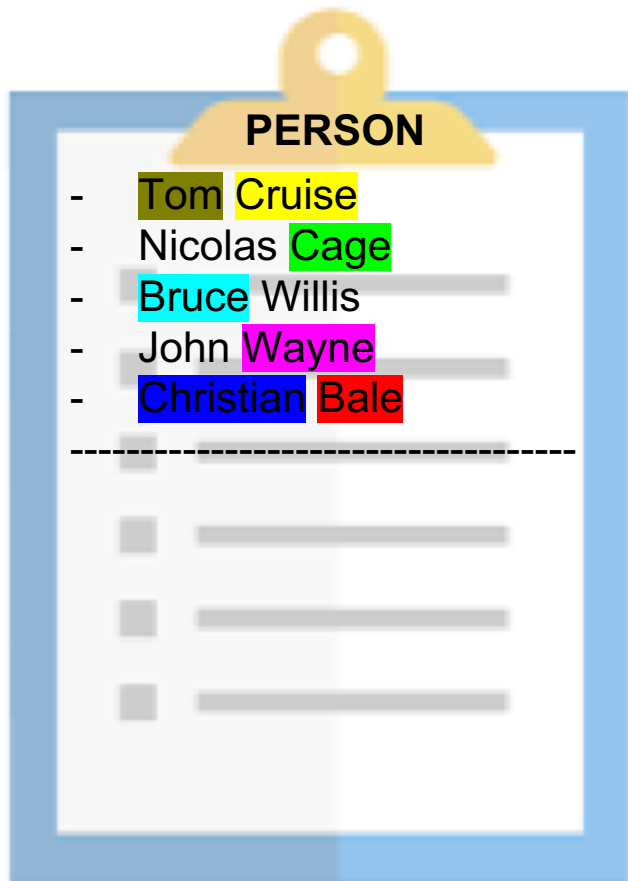 PERSON
- Tom Cruise
- Nicolas Cage
- Bruce Willis
- John Wayne
- Christian Bale
------------------------------------